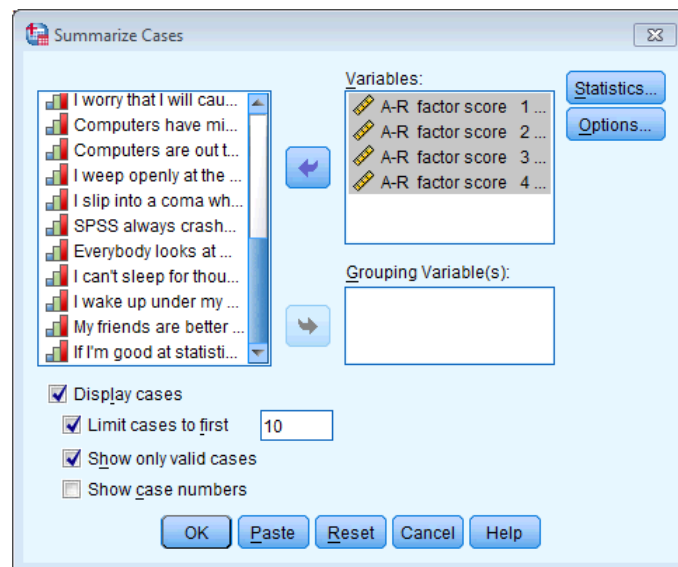 Summarize Cases
I worry that I will cau...
Computers have mi...
Computers are out t...
I weep openly at the ...
I slip into a coma wh...
SPSS always crash...
Everybody looks at ...
I can't sleep for thou...
I wake up under my ...
My friends are better ...
If I'm good at statisti...
Variables:
A-R factor score 1 ...
A-R factor score 2 ...
A-R factor score 3 ...
A-R factor score 4 ...
Statistics...
Options...
Grouping Variable(s):
Display cases
Limit cases to first 10
Show only valid cases
Show case numbers
OK Paste Reset Cancel Help